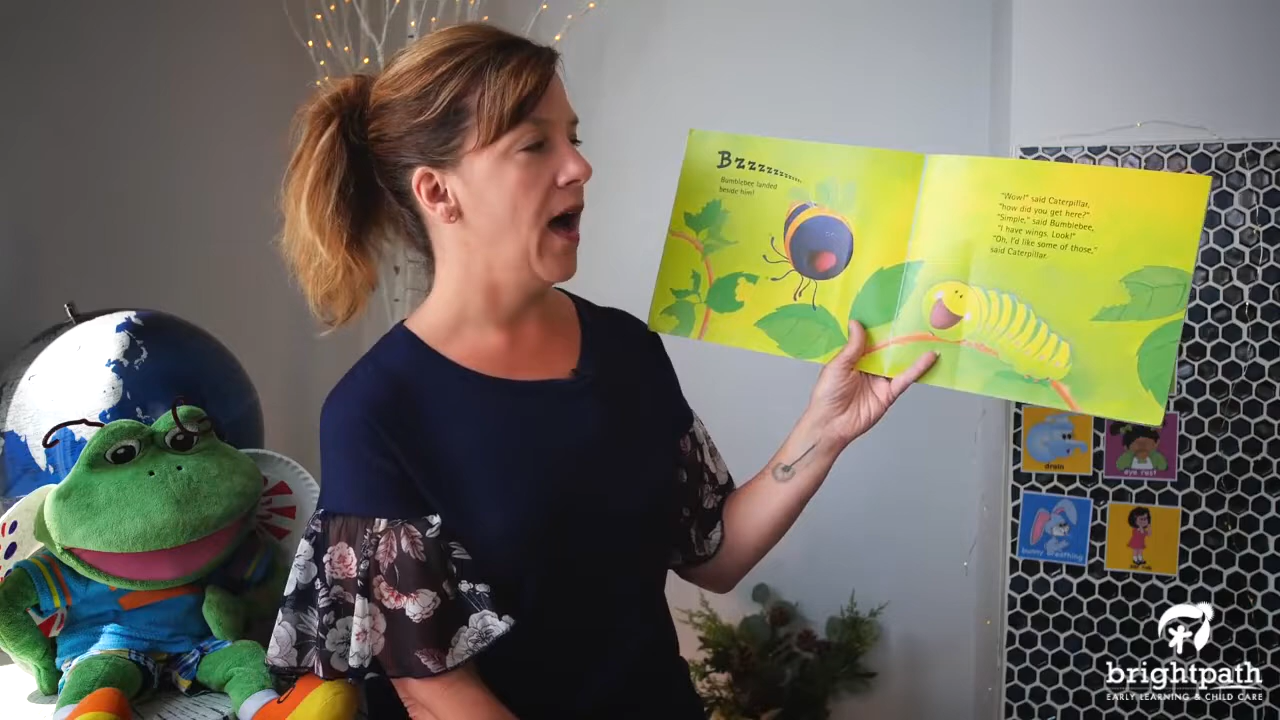 Bzzzzzzzzz...
Bumblebee landed
beside him!
"Wow!" said Caterpillar,
"how did you get here?"
"Simple," said Bumblebee,
"I have wings. Look!"
"Oh, I'd like some of those,"
said Caterpillar.
drain
eye rest
bunny breathing
brightpath
EARLY LEARNING & CHILD CARE